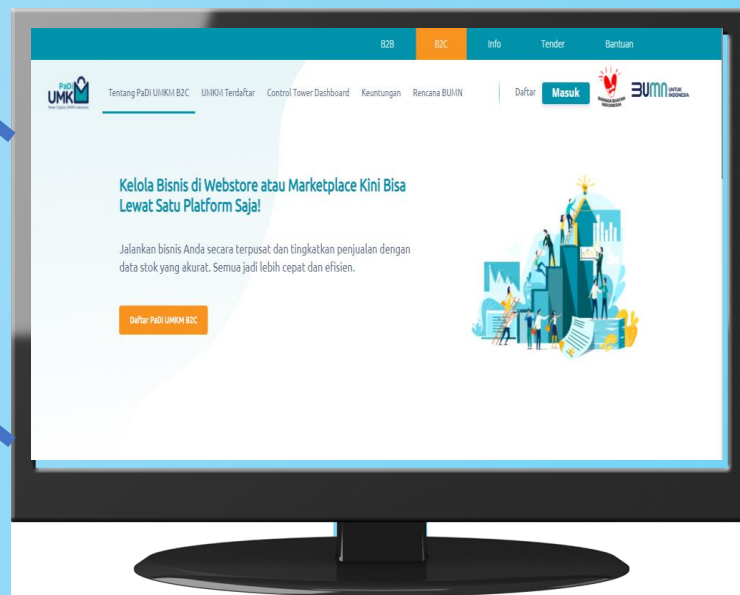 B2B B2C Info Tender Bantuan
PaDi UMKM
Tentang PaDi UMKM B2C UMKM Terdaftar Control Tower Dashboard Keuntungan Rencana BUMN Daftar Masuk
BUMN UNTUK INDONESIA
Kelola Bisnis di Webstore atau Marketplace Kini Bisa
Lewat Satu Platform Saja!
Jalankan bisnis Anda secara terpusat dan tingkatkan penjualan dengan
data stok yang akurat. Semua jadi lebih cepat dan efisien.
Daftar PaDi UMKM B2C